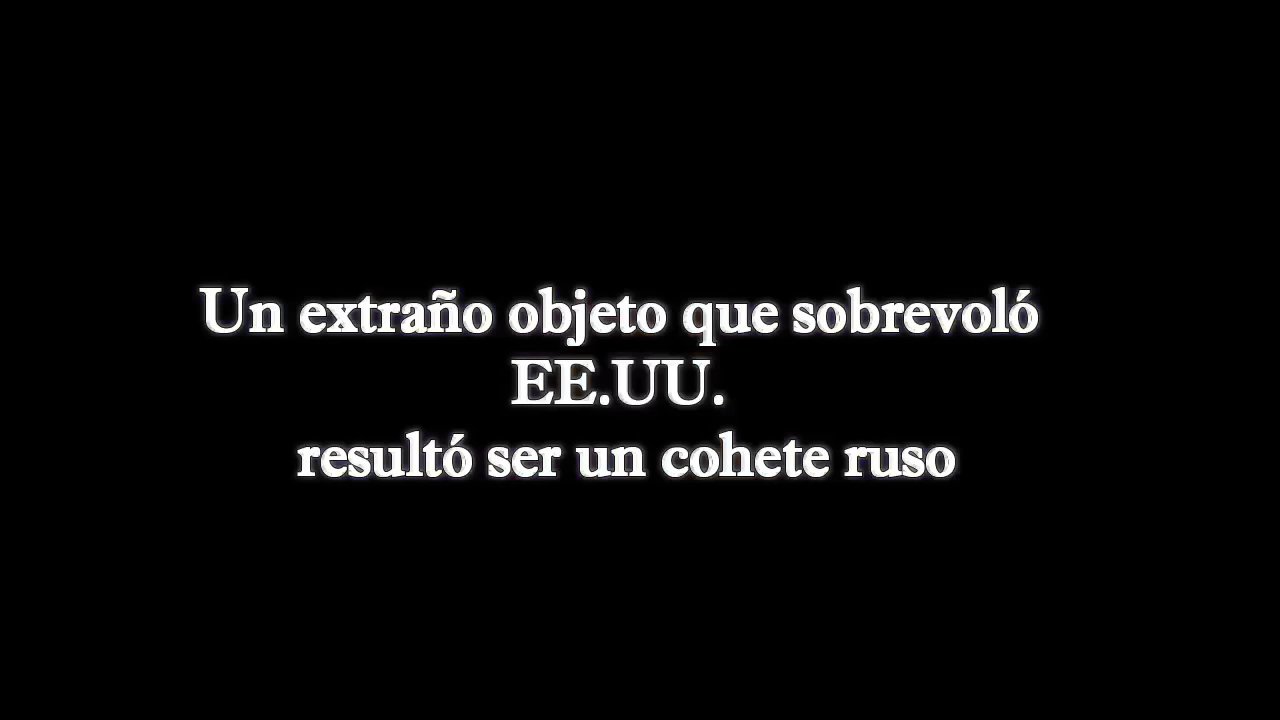 Un extraño objeto que sobrevoló
EE.UU.
resultó ser un cohete ruso